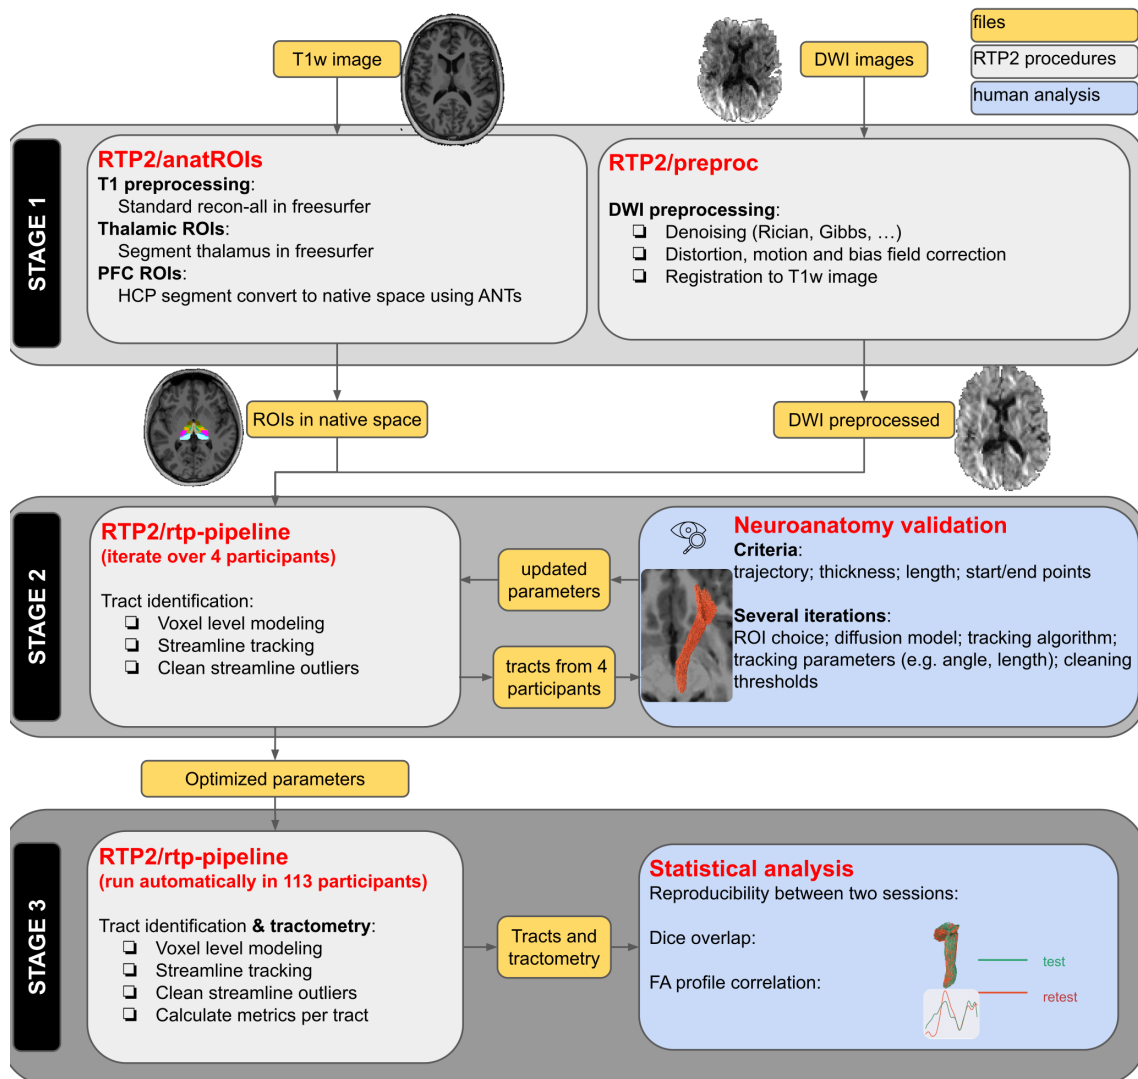 T1w image
DWI images
files
RTP2 procedures
human analysis
STAGE 1
RTP2/anatROIs
T1 preprocessing:
Standard recon-all in freesurfer
Thalamic ROIs:
Segment thalamus in freesurfer
PFC ROIs:
HCP segment convert to native space using ANTs
RTP2/preproc
DWI preprocessing:
Denoising (Rician, Gibbs, …)
Distortion, motion and bias field correction
Registration to T1w image
ROIs in native space
DWI preprocessed
STAGE 2
RTP2/rtp-pipeline
(iterate over 4 participants)
Tract identification:
Voxel level modeling
Streamline tracking
Clean streamline outliers
updated
parameters
tracts from 4
participants
Neuroanatomy validation
Criteria:
trajectory; thickness; length; start/end points
Several iterations:
ROI choice; diffusion model; tracking algorithm;
tracking parameters (e.g. angle, length); cleaning
thresholds
Optimized parameters
STAGE 3
RTP2/rtp-pipeline
(run automatically in 113 participants)
Tract identification & tractometry:
Voxel level modeling
Streamline tracking
Clean streamline outliers
Calculate metrics per tract
Tracts and
tractometry
Statistical analysis
Reproducibility between two sessions:
Dice overlap:
FA profile correlation:
test
retest